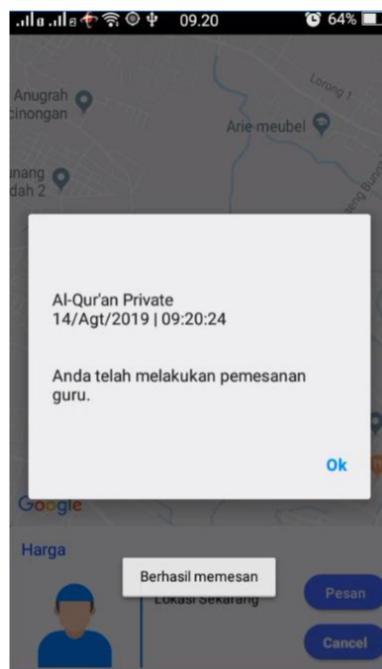 09.20
64%
Lorong 1
Anugrah
cinongan
Arie meubel
unang
dah 2
Al-Qur'an Private
14/Agt/2019 | 09:20:24
Anda telah melakukan pemesanan
guru.
Ok
Google
Harga
Berhasil memesan
Lokasi Sekarang
Pesan
Cancel